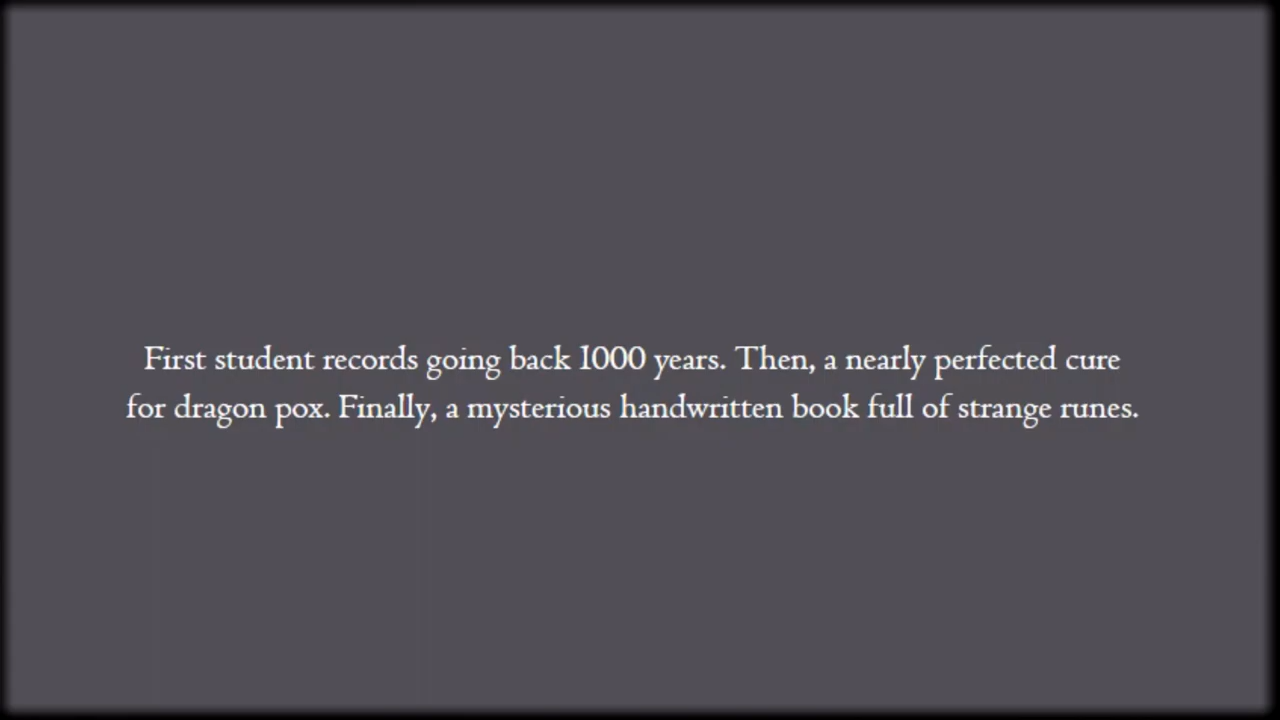 First student records going back 1000 years. Then, a nearly perfected cure
for dragon pox. Finally, a mysterious handwritten book full of strange runes.